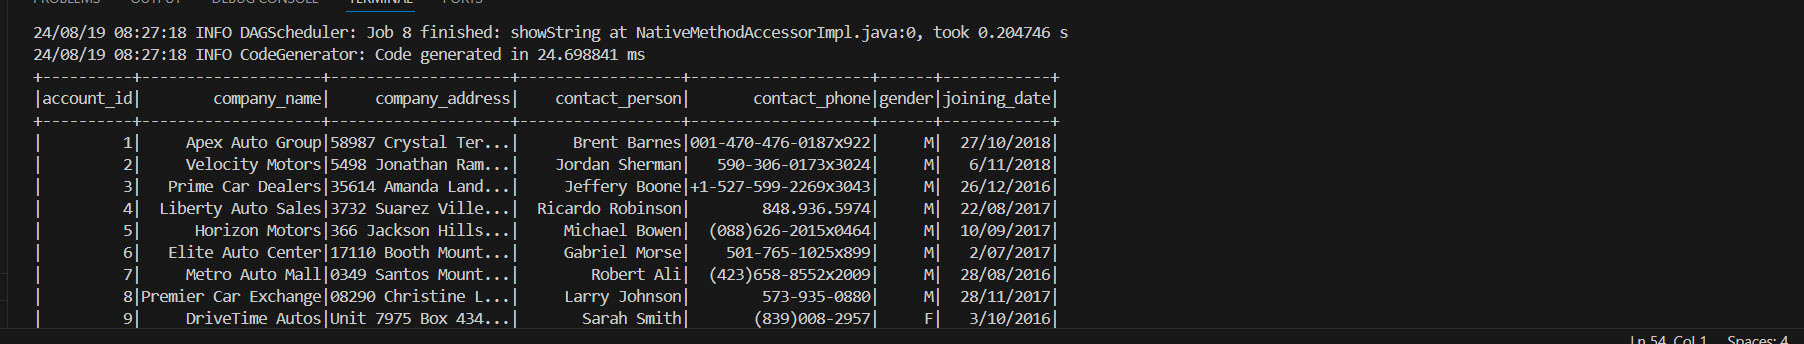 PROBLEMS OUTPUT DEBUG CONSOLE TERMINAL PORTS
24/08/19 08:27:18 INFO DAGScheduler: Job 8 finished: showString at NativeMethodAccessorImpl.java:0, took 0.204746 s
24/08/19 08:27:18 INFO CodeGenerator: Code generated in 24.698841 ms
+----------+--------------------+--------------------+------------------+--------------------+------+------------+
|account_id|        company_name|     company_address|    contact_person|       contact_phone|gender|joining_date|
+----------+--------------------+--------------------+------------------+--------------------+------+------------+
|         1|     Apex Auto Group|58987 Crystal Ter...|      Brent Barnes|001-470-476-0187x922|     M|  27/10/2018|
|         2|     Velocity Motors|5498 Jonathan Ram...|    Jordan Sherman|   590-306-0173x3024|     M|   6/11/2018|
|         3|   Prime Car Dealers|35614 Amanda Land...|     Jeffery Boone|+1-527-599-2269x3043|     M|  26/12/2016|
|         4|  Liberty Auto Sales|3732 Suarez Ville...|  Ricardo Robinson|        848.936.5974|     M|  22/08/2017|
|         5|      Horizon Motors|366 Jackson Hills...|     Michael Bowen|  (088)626-2015x0464|     M|  10/09/2017|
|         6|   Elite Auto Center|17110 Booth Mount...|     Gabriel Morse|    501-765-1025x899|     M|   2/07/2017|
|         7|     Metro Auto Mall|0349 Santos Mount...|        Robert Ali|  (423)658-8552x2009|     M|  28/08/2016|
|         8|Premier Car Exchange|08290 Christine L...|     Larry Johnson|        573-935-0880|     M|  28/11/2017|
|         9|     DriveTime Autos|Unit 7975 Box 434...|       Sarah Smith|       (839)008-2957|     F|   3/10/2016|
Ln 54, Col 1 Spaces: 4